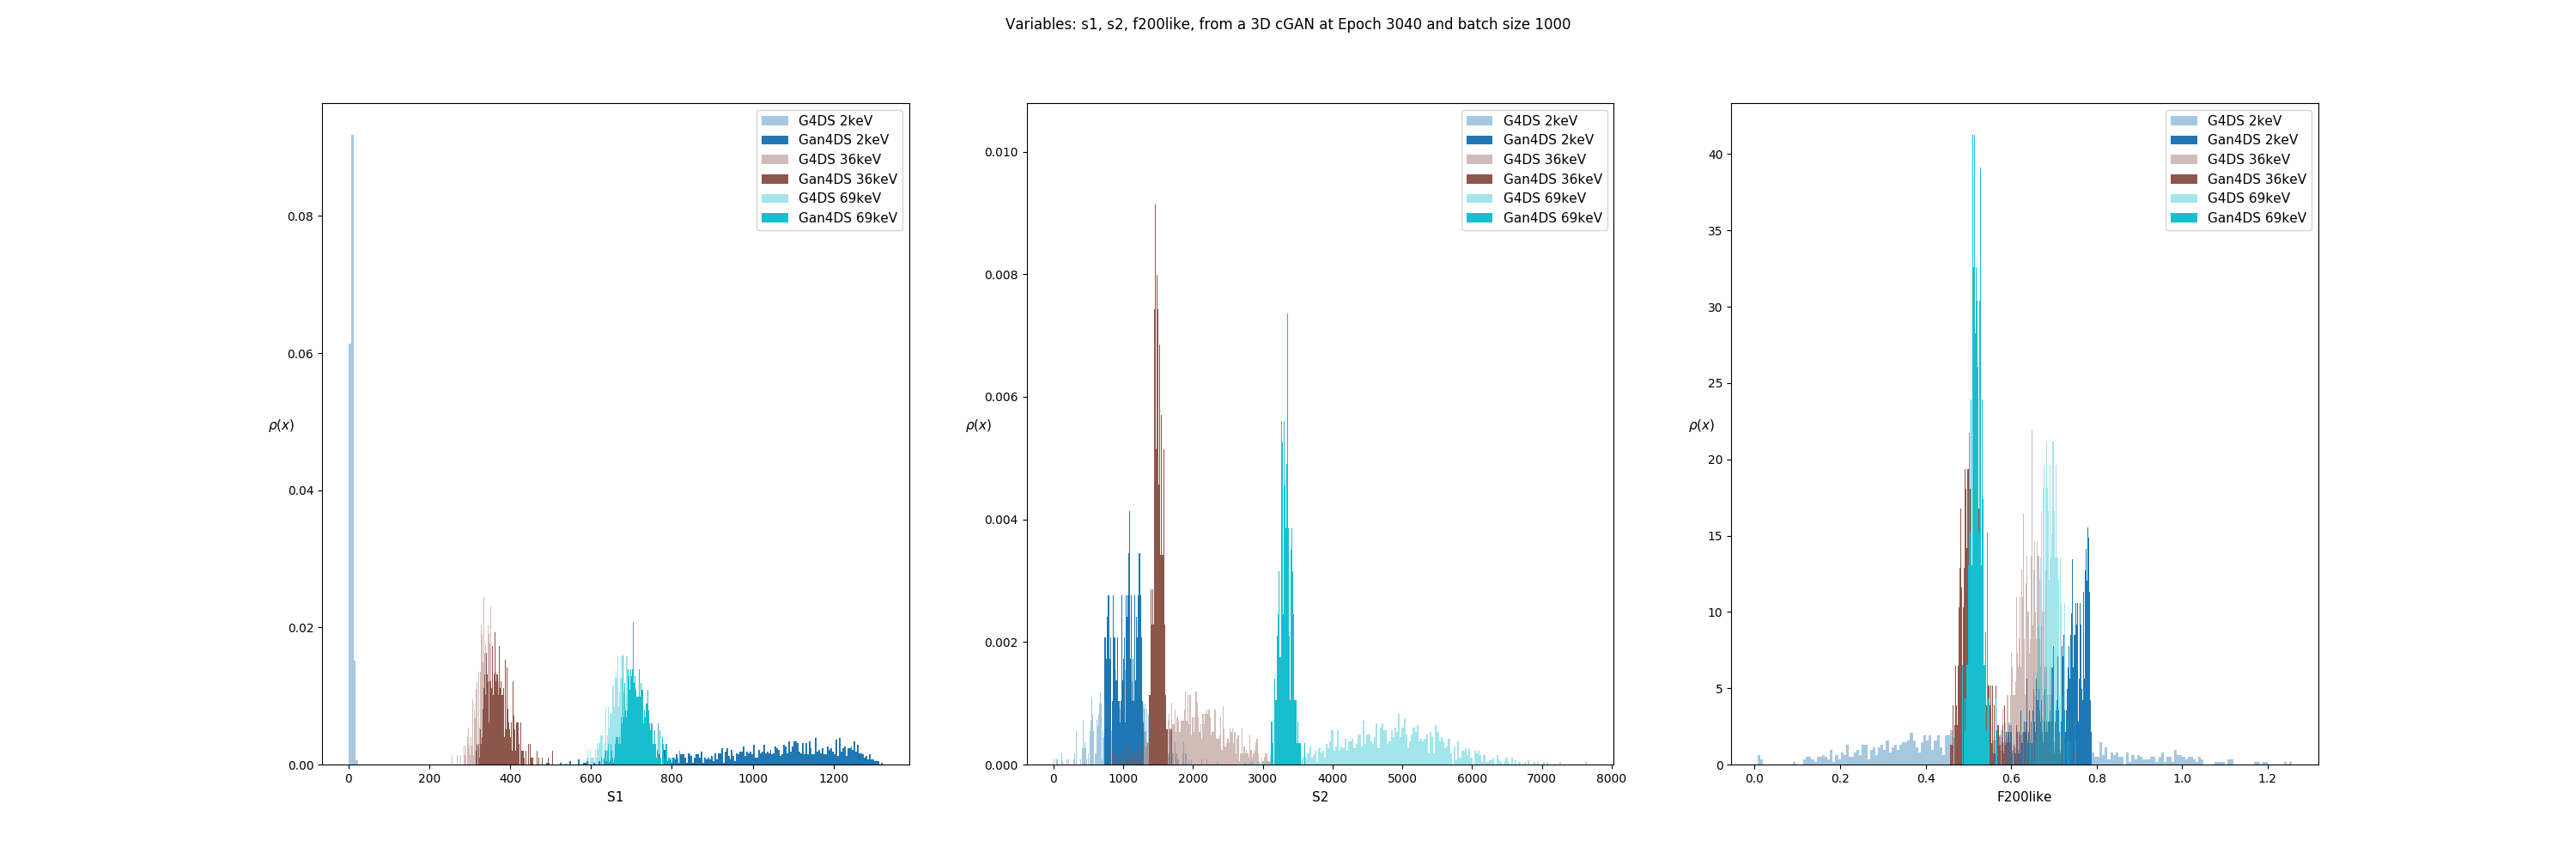 Variables: s1, s2, f200like, from a 3D cGAN at Epoch 3040 and batch size 1000
G4DS 2keV
Gan4DS 2keV
G4DS 36keV
Gan4DS 36keV
G4DS 69keV
Gan4DS 69keV
0.08
0.06
0.04
0.02
0.00
ρ(x)
0
200
400
600
800
1000
1200
S1
G4DS 2keV
Gan4DS 2keV
G4DS 36keV
Gan4DS 36keV
G4DS 69keV
Gan4DS 69keV
0.010
0.008
0.006
0.004
0.002
0.000
ρ(x)
0
1000
2000
3000
4000
5000
6000
7000
8000
S2
G4DS 2keV
Gan4DS 2keV
G4DS 36keV
Gan4DS 36keV
G4DS 69keV
Gan4DS 69keV
40
35
30
25
20
15
10
5
0
ρ(x)
0.0
0.2
0.4
0.6
0.8
1.0
1.2
F200like